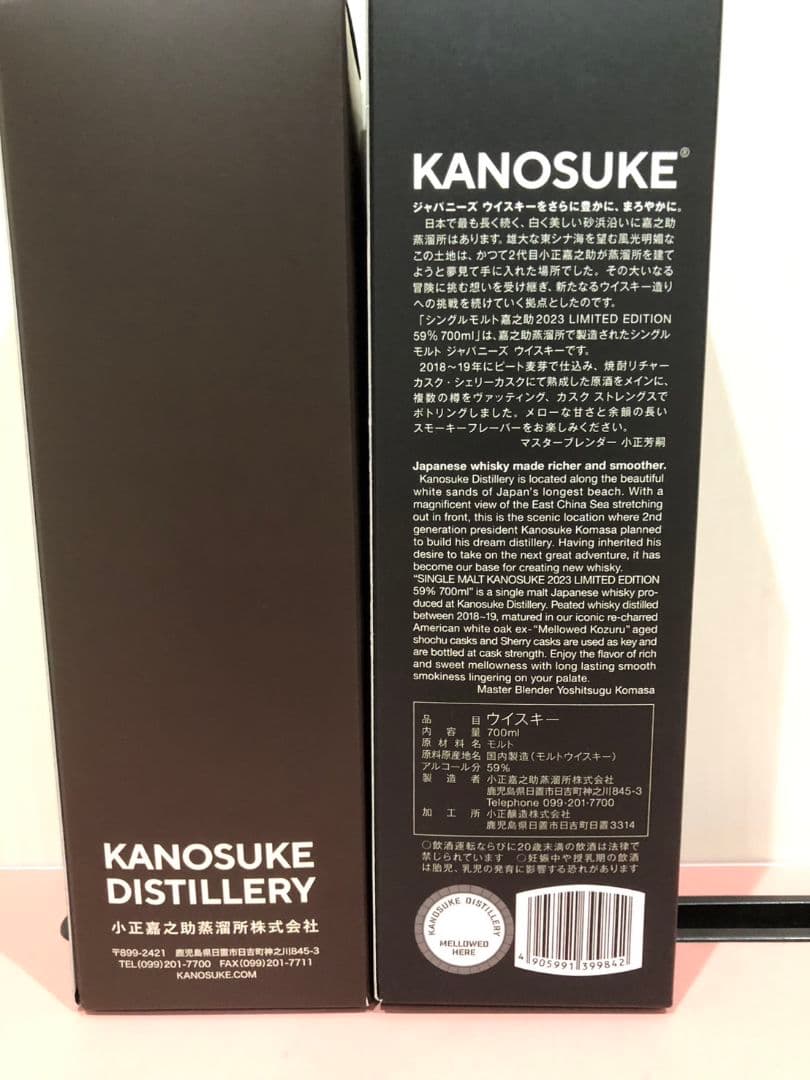 KANOSUKE
DISTILLERY
小正嘉之助蒸溜所株式会社
〒899-2421 鹿児島県日置市日吉町神之川845-3
TEL(099)201-7700 FAX(099)201-7711
KANOSUKE.COM
KANOSUKE®
ジャパニーズ ウイスキーをさらに豊かに、まろやかに。
日本で最も長く続く、白く美しい砂浜沿いに嘉之助
蒸溜所はあります。雄大な東シナ海を望む風光明媚な
この土地は、かつて2代目小正嘉之助が蒸溜所を建て
ようと夢見て手に入れた場所でした。その大いなる
冒険に挑む想いを受け継ぎ、新たなるウイスキー造り
への挑戦を続けていく拠点としたのです。
「シングルモルト嘉之助2023 LIMITED EDITION
59% 700ml」は、嘉之助蒸溜所で製造されたシングル
モルト ジャパニーズ ウイスキーです。
2018~19年にピート麦芽で仕込み、焼酎リチャー
カスク・シェリーカスクにて熟成した原酒をメインに、
複数の樽をヴァッティング、カスク ストレングスで
ボトリングしました。メローな甘さと余韻の長い
スモーキーフレーバーをお楽しみください。
マスターブレンダー 小正芳嗣
Japanese whisky made richer and smoother.
Kanosuke Distillery is located along the beautiful
white sands of Japan's longest beach. With a
magnificent view of the East China Sea stretching
out in front, this is the scenic location where 2nd
generation president Kanosuke Komasa planned
to build his dream distillery. Having inherited his
desire to take on the next great adventure, it has
become our base for creating new whisky.
"SINGLE MALT KANOSUKE 2023 LIMITED EDITION
59% 700ml" is a single malt Japanese whisky pro-
duced at Kanosuke Distillery. Peated whisky distilled
between 2018–19, matured in our iconic re-charred
American white oak ex-"Mellowed Kozuru" aged
shochu casks and Sherry casks are used as key and
are bottled at cask strength. Enjoy the flavor of rich
and sweet mellowness with long lasting smooth
smokiness lingering on your palate.
Master Blender Yoshitsugu Komasa
品目 ウイスキー
内容量 700ml
原材料名 モルト
原料原産地名 国内製造(モルトウイスキー)
アルコール分 59%
製造者 小正嘉之助蒸溜所株式会社
鹿児島県日置市日吉町神之川845-3
Telephone 099-201-7700
加工所 小正醸造株式会社
鹿児島県日置市日吉町日置3314
○飲酒運転ならびに20歳未満の飲酒は法律で
禁じられています ○妊娠中や授乳期の飲酒
は胎児、乳児の発育に影響する恐れがあります
KANOSUKE DISTILLERY
MELLOWED
HERE
4 905991 399842